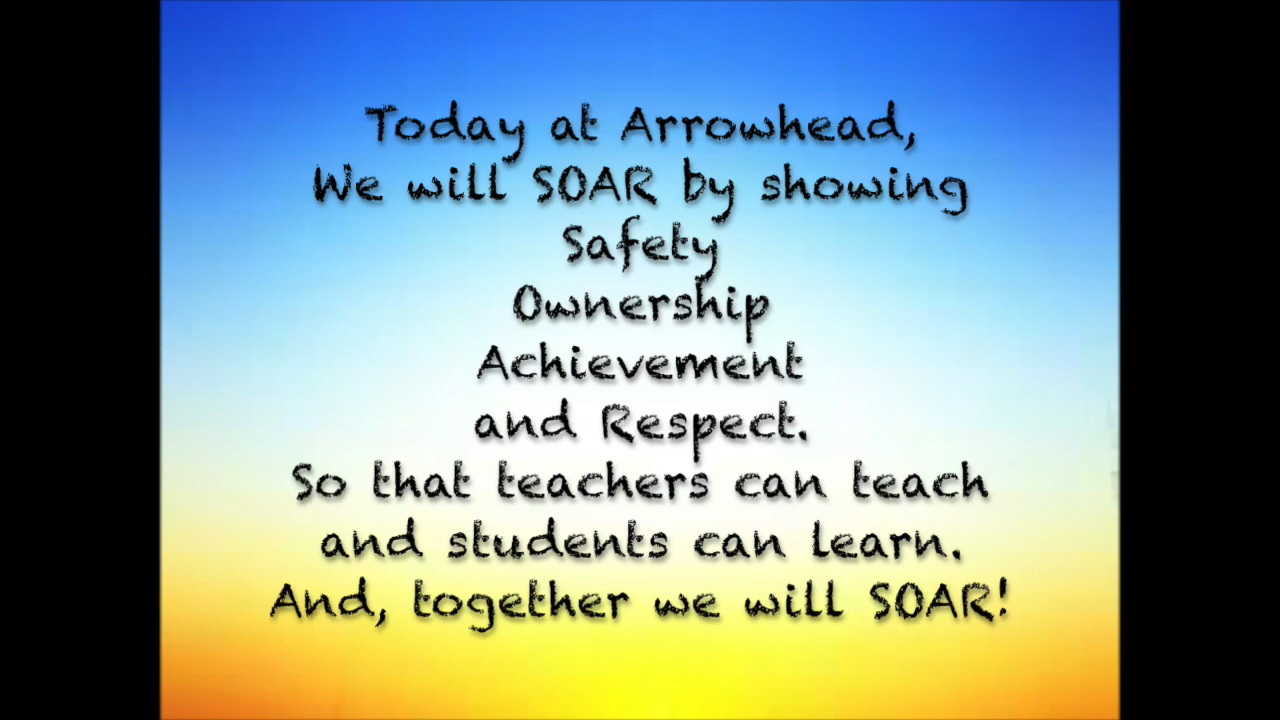 Today at Arrowhead,
We will SOAR by showing
Safety
Ownership
Achievement
and Respect.
So that teachers can teach
and students can learn.
And, together we will SOAR!